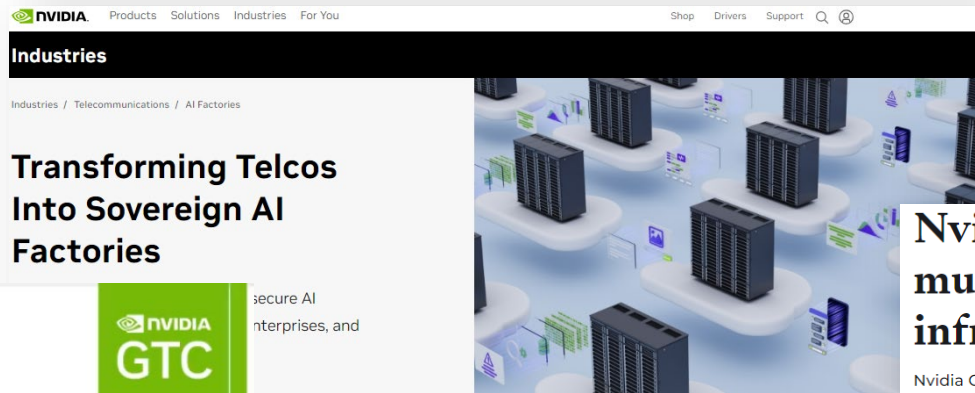 NVIDIA. Products Solutions Industries For You Shop Drivers Support
Industries
Industries / Telecommunications / AI Factories
Transforming Telcos
Into Sovereign AI
Factories
secure AI
nterprises, and
NVIDIA
GTC
Nvi
mu
infr
Nvidia